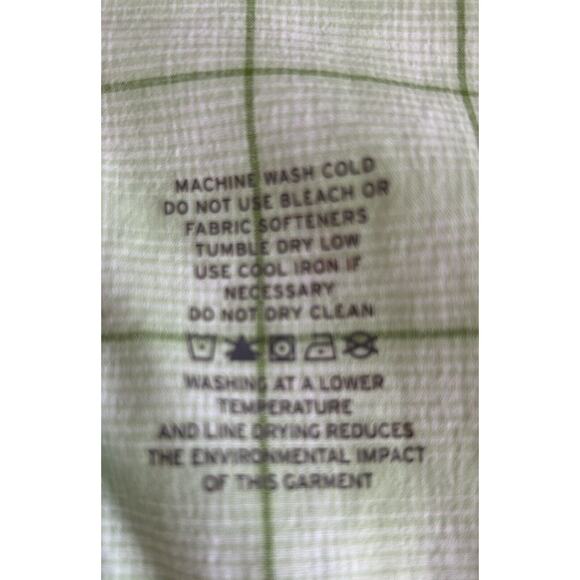 MACHINE WASH COLD
DO NOT USE BLEACH OR
FABRIC SOFTENERS
TUMBLE DRY LOW
USE COOL IRON IF
NECESSARY
DO NOT DRY CLEAN
WASHING AT A LOWER
TEMPERATURE
AND LINE DRYING REDUCES
THE ENVIRONMENTAL IMPACT
OF THIS GARMENT